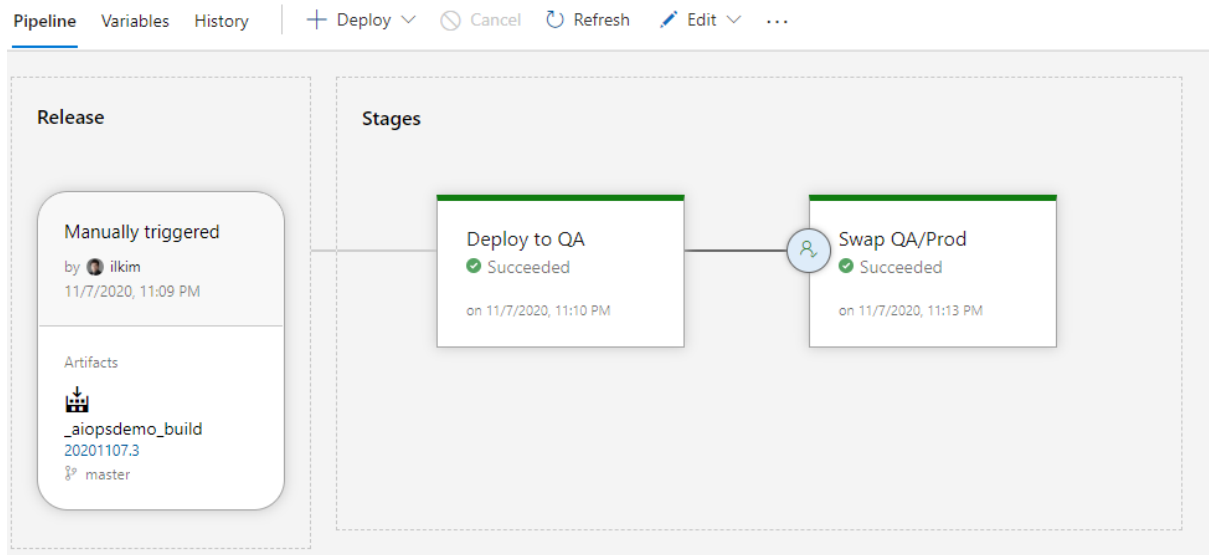 Pipeline Variables History Deploy Cancel Refresh Edit ...
Release
Manually triggered
by ilkim
11/7/2020, 11:09 PM
Artifacts
_aiopsdemo_build
20201107.3
master
Stages
Deploy to QA
Succeeded
on 11/7/2020, 11:10 PM
Swap QA/Prod
Succeeded
on 11/7/2020, 11:13 PM